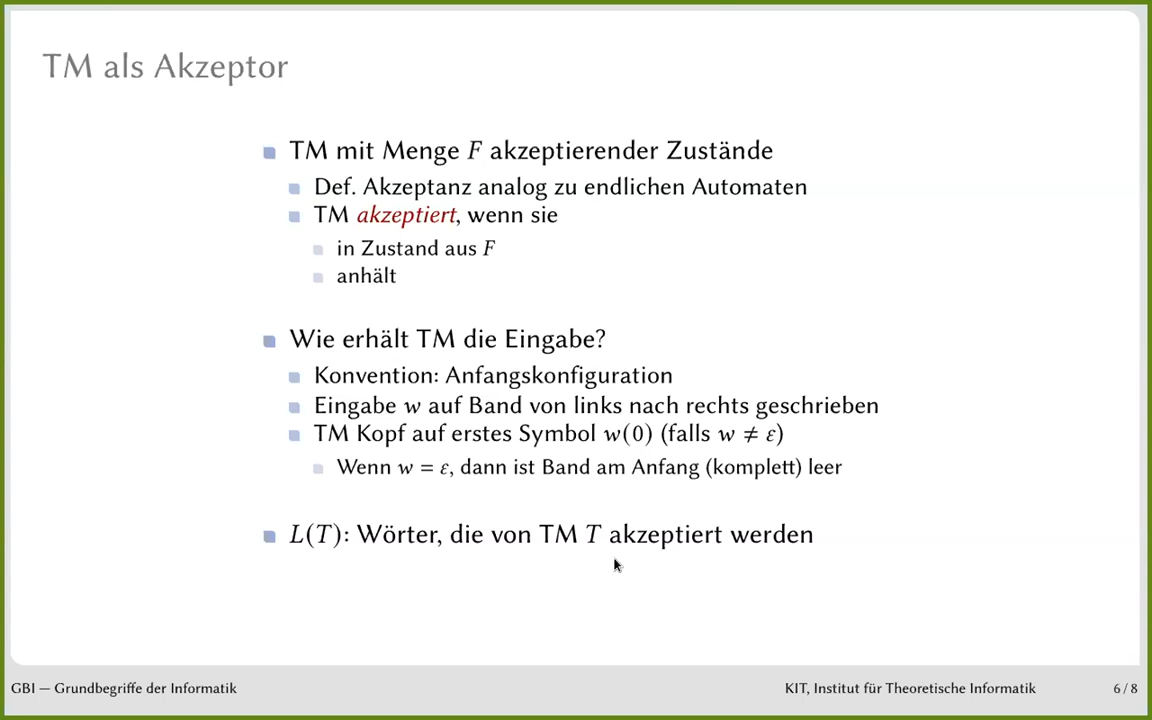 TM als Akzeptor
TM mit Menge F akzeptierender Zustände
Def. Akzeptanz analog zu endlichen Automaten
TM akzeptiert, wenn sie
in Zustand aus F
anhält
Wie erhält TM die Eingabe?
Konvention: Anfangskonfiguration
Eingabe w auf Band von links nach rechts geschrieben
TM Kopf auf erstes Symbol w(0) (falls w ≠ ε)
Wenn w = ε, dann ist Band am Anfang (komplett) leer
L(T): Wörter, die von TM T akzeptiert werden
GBI — Grundbegriffe der Informatik
KIT, Institut für Theoretische Informatik
6 / 8